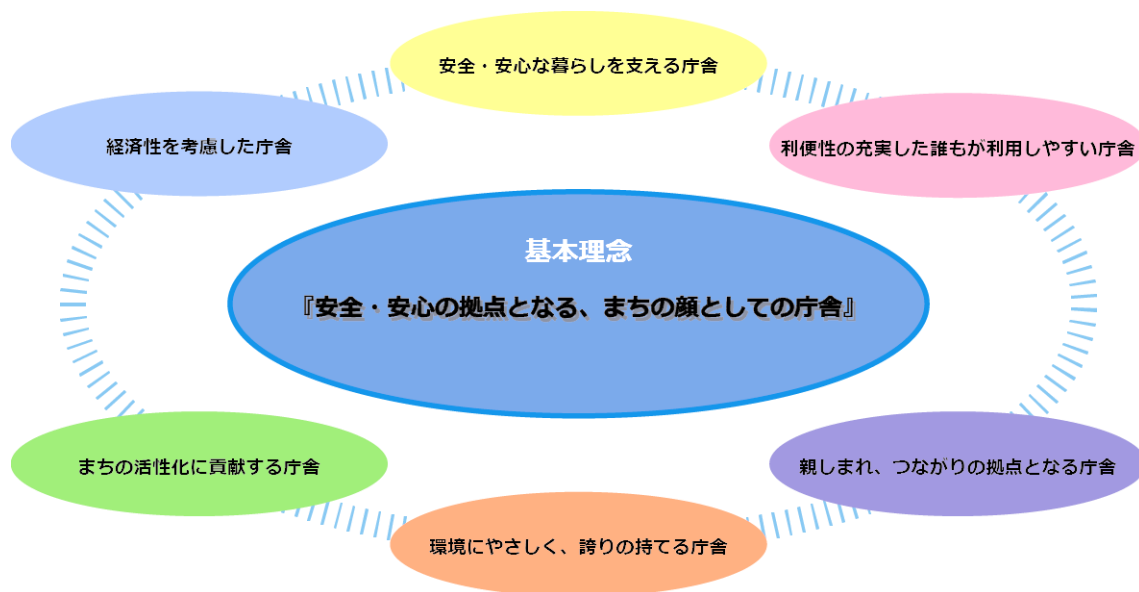 安全・安心な暮らしを支える庁舎
経済性を考慮した庁舎
利便性の充実した誰もが利用しやすい庁舎
基本理念
『安全・安心の拠点となる、まちの顔としての庁舎』
まちの活性化に貢献する庁舎
親しまれ、つながりの拠点となる庁舎
環境にやさしく、誇りの持てる庁舎